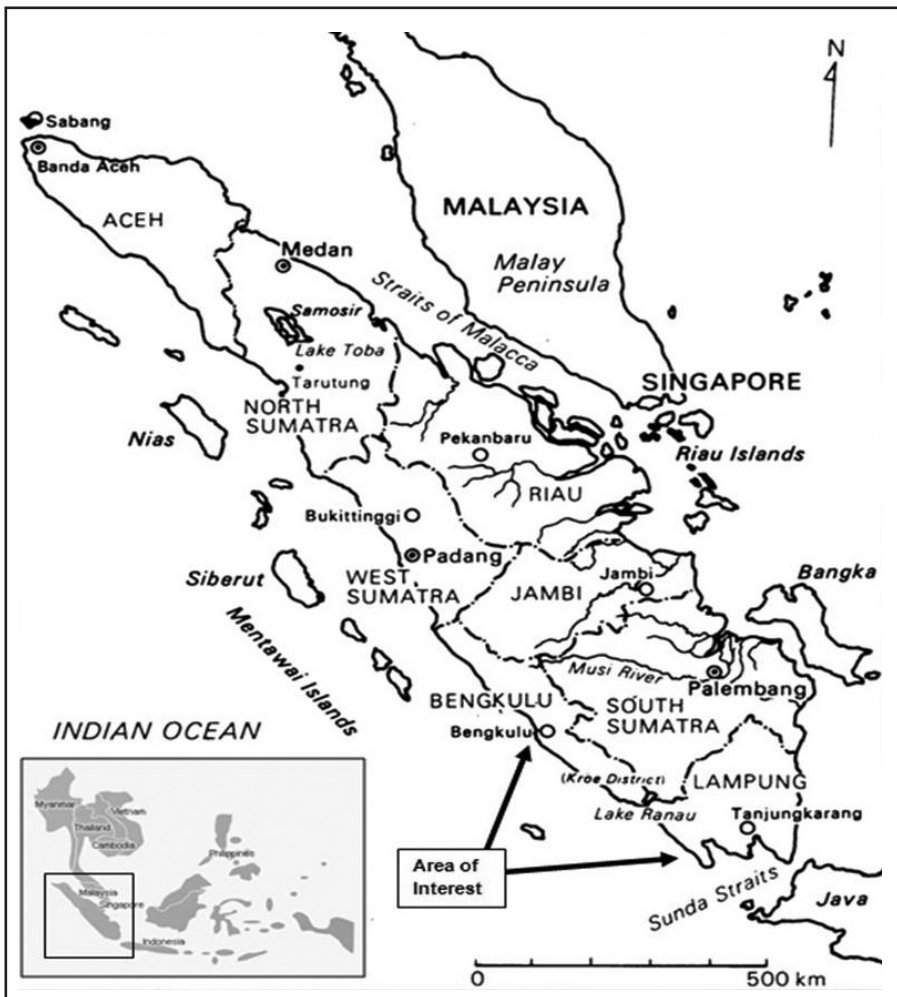 N
Sabang
Banda Aceh
ACEH
MALAYSIA
Medan
Malay
Peninsula
Straits of Malacca
Samosir
Lake Toba
Tarutung
SINGAPORE
NORTH
SUMATRA
Nias
Pekanbaru
Riau Islands
RIAU
Bukittinggi
Padang
Siberut
WEST
SUMATRA
JAMBI
Jambi
Bangka
Mentawai Islands
Musi River
Palembang
BENGKULU
SOUTH
SUMATRA
INDIAN OCEAN
Bengkulu
(Kroe District)
LAMPUNG
Lake Ranau
Tanjungkarang
Area of
Interest
Sunda Straits
Java
Myanmar
Vietnam
Thailand
Cambodia
Philippines
Malaysia
Singapore
Indonesia
0 500 km